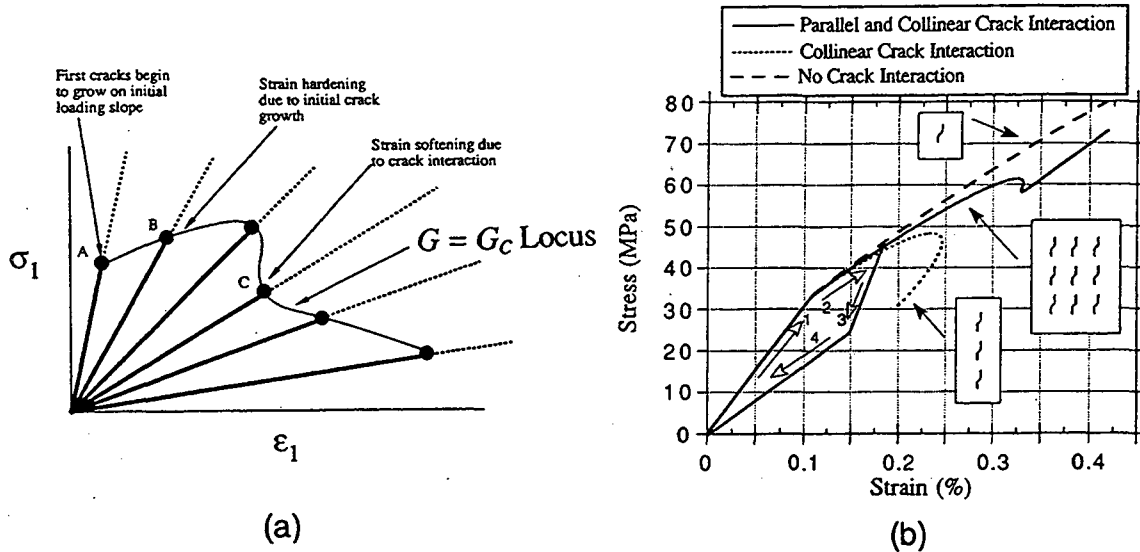 First cracks begin
to grow on initial
loading slope
Strain hardening
due to initial crack
growth
Strain softening due
to crack interaction
A
B
C
G = GC Locus
σ1
ε1
(a)
Parallel and Collinear Crack Interaction
Collinear Crack Interaction
No Crack Interaction
80
70
60
50
40
30
20
10
0
Stress (MPa)
1
2
3
4
0
0.1
0.2
0.3
0.4
Strain (%)
(b)